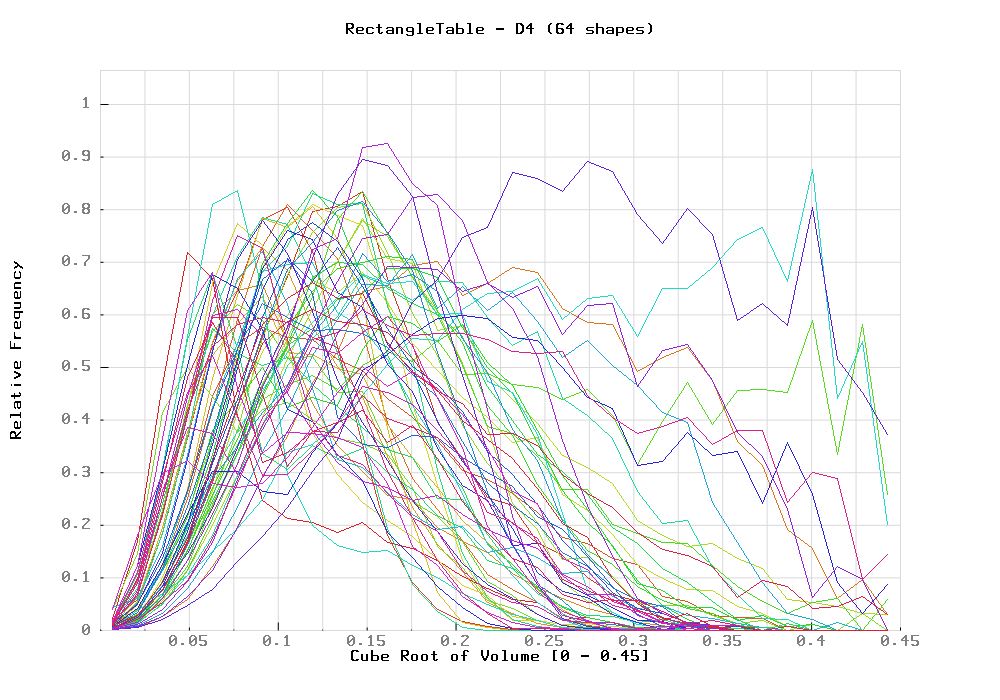 RectangleTable - D4 (64 shapes)
1
0.9
0.8
0.7
0.6
0.5
0.4
0.3
0.2
0.1
0
Relative Frequency
0.05 0.1 0.15 0.2 0.25 0.3 0.35 0.4 0.45
Cube Root of Volume [0 - 0.45]